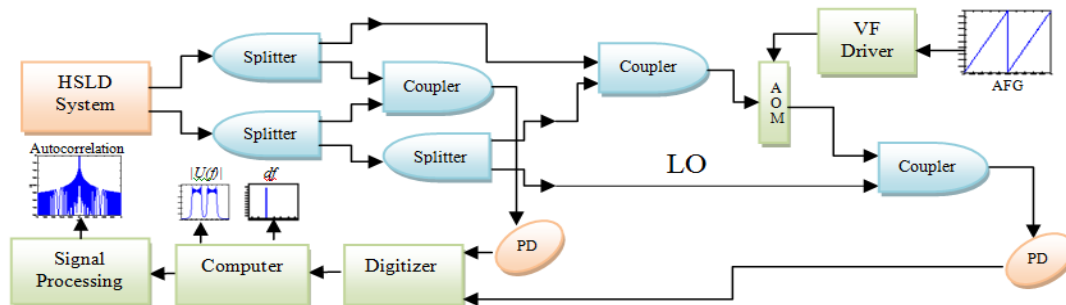 HSLD
System
Splitter
Splitter
Coupler
Splitter
Coupler
AOM
VF
Driver
AFG
LO
Coupler
Autocorrelation
|U(f)|
df
PD
PD
Signal
Processing
Computer
Digitizer